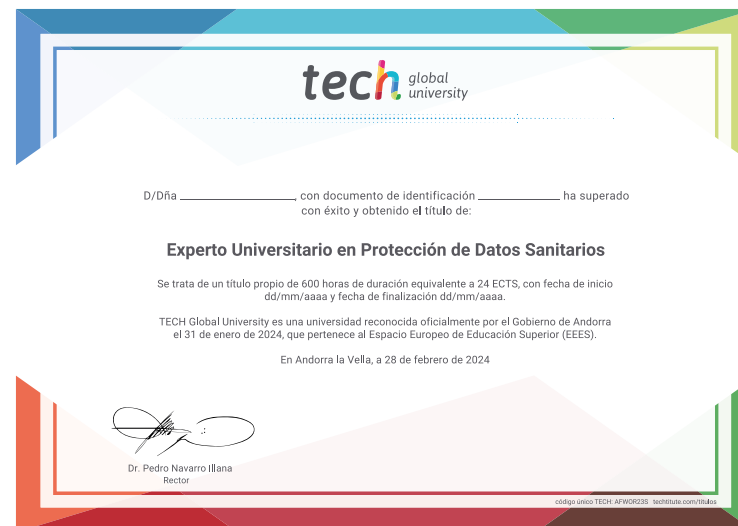 tech global university
D/Dña ____________________, con documento de identificación ______________ ha superado
con éxito y obtenido el título de:
Experto Universitario en Protección de Datos Sanitarios
Se trata de un título propio de 600 horas de duración equivalente a 24 ECTS, con fecha de inicio
dd/mm/aaaa y fecha de finalización dd/mm/aaaa.
TECH Global University es una universidad reconocida oficialmente por el Gobierno de Andorra
el 31 de enero de 2024, que pertenece al Espacio Europeo de Educación Superior (EEES).
En Andorra la Vella, a 28 de febrero de 2024
Dr. Pedro Navarro Illana
Rector
código único TECH: AFWOR23S techtitute.com/titulos